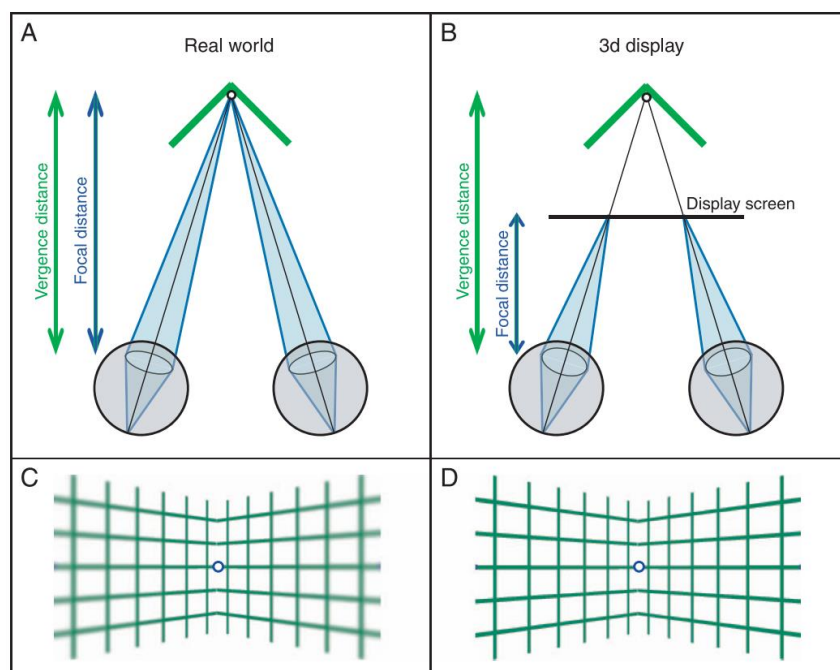 A
Real world
Vergence distance
Focal distance
B
3d display
Vergence distance
Focal distance
Display screen
C
D